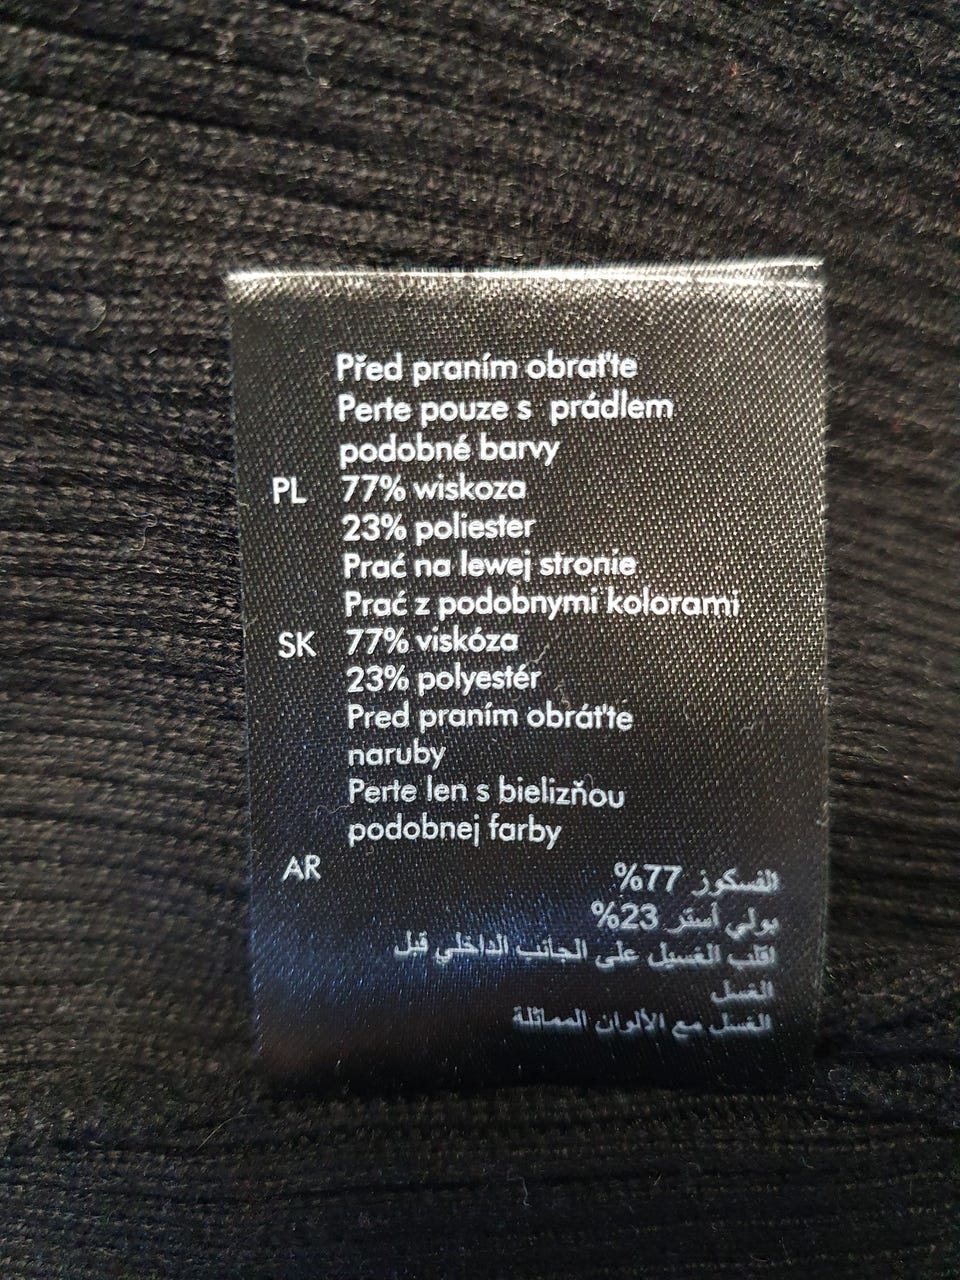 Před praním obraťte
Perte pouze s prádlem
podobné barvy
PL 77% wiskoza
23% poliester
Prać na lewej stronie
Prać z podobnymi kolorami
SK 77% viskóza
23% polyestér
Pred praním obráťte
naruby
Perte len s bielizňou
podobnej farby
AR الفسكوز 77%
بولي أستر 23%
اقلب الغسيل على الجانب الداخلي قبل
الغسل
الغسل مع الألوان المماثلة